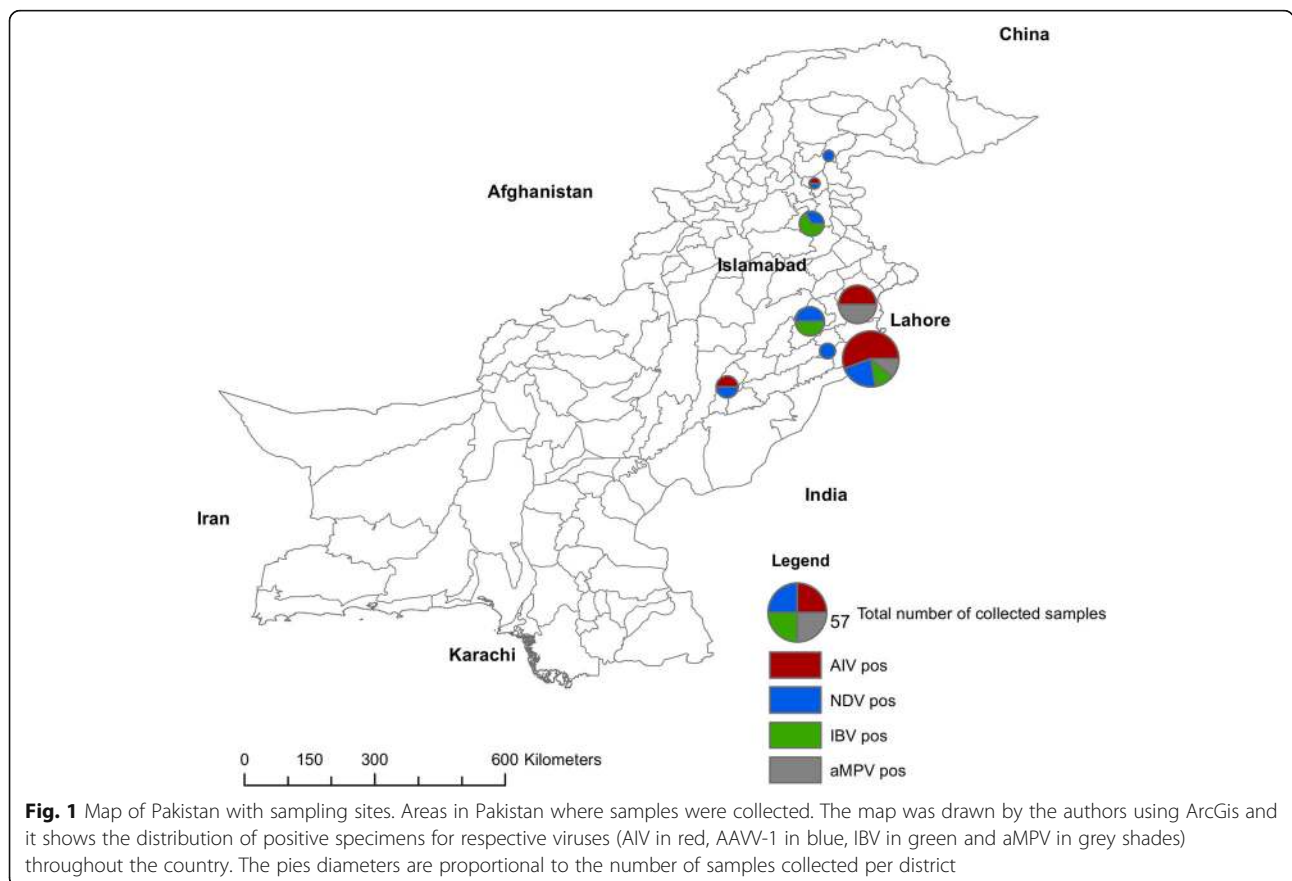 China
Afghanistan
Islamabad
Lahore
India
Iran
Karachi
Legend
57 Total number of collected samples
AIV pos
NDV pos
IBV pos
aMPV pos
0 150 300 600 Kilometers
Fig. 1 Map of Pakistan with sampling sites. Areas in Pakistan where samples were collected. The map was drawn by the authors using ArcGis and
it shows the distribution of positive specimens for respective viruses (AIV in red, AAVV-1 in blue, IBV in green and aMPV in grey shades)
throughout the country. The pies diameters are proportional to the number of samples collected per district